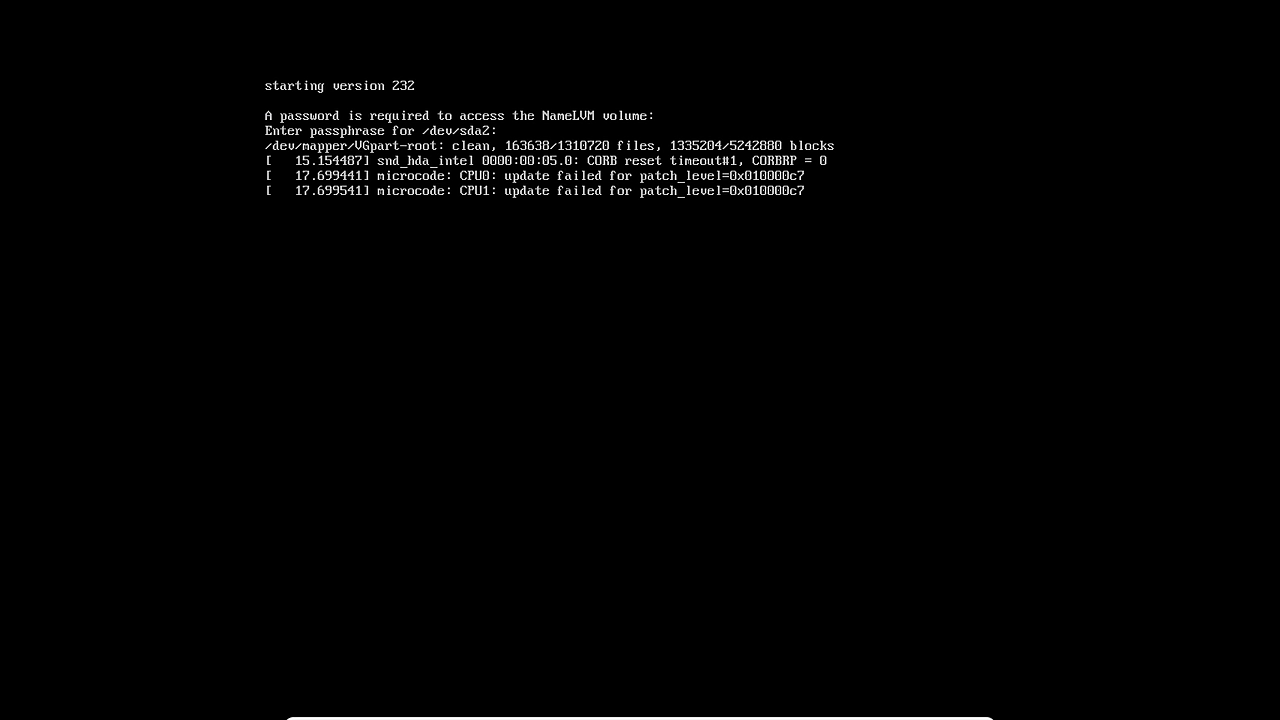 starting version 232
A password is required to access the NameLVM volume:
Enter passphrase for /dev/sda2:
/dev/mapper/VGpart-root: clean, 163638/1310720 files, 1335204/5242880 blocks
[   15.154487] snd_hda_intel 0000:00:05.0: CORB reset timeout#1, CORBRP = 0
[   17.699441] microcode: CPU0: update failed for patch_level=0x010000c7
[   17.699541] microcode: CPU1: update failed for patch_level=0x010000c7